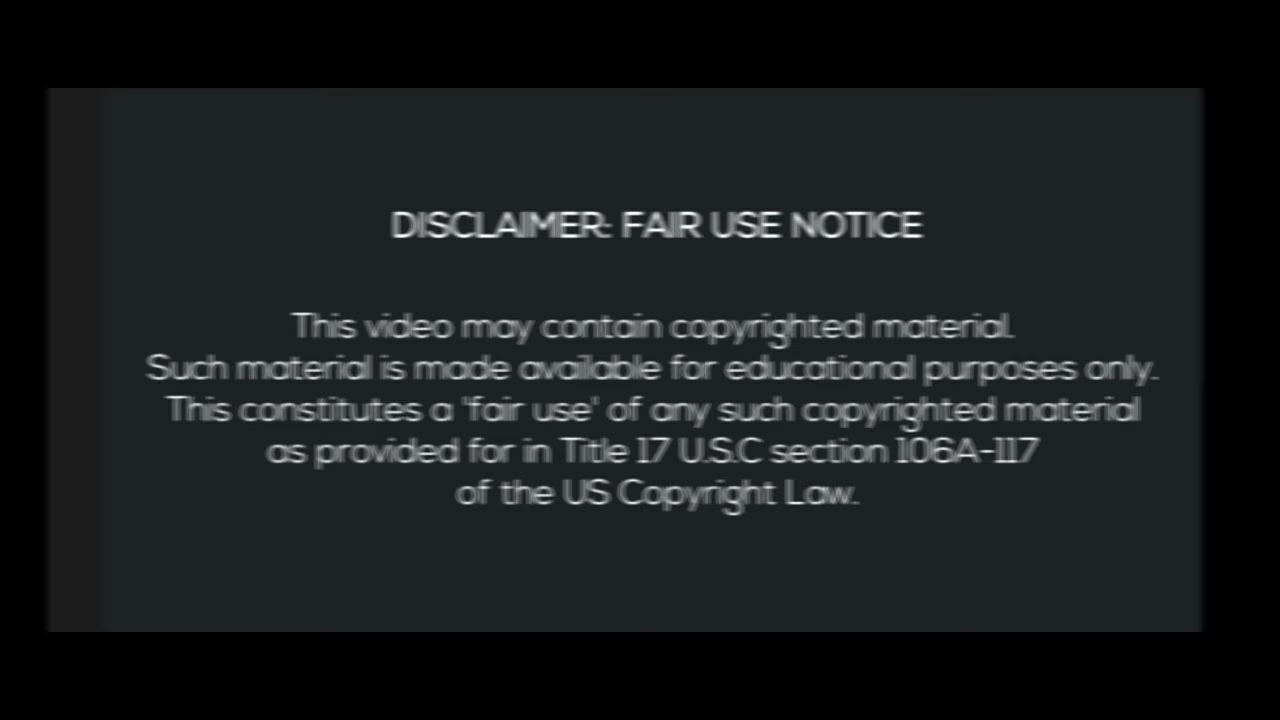 DISCLAIMER: FAIR USE NOTICE
This video may contain copyrighted material.
Such material is made available for educational purposes only.
This constitutes a 'fair use' of any such copyrighted material
as provided for in Title 17 U.S.C section 106A-117
of the US Copyright Law.